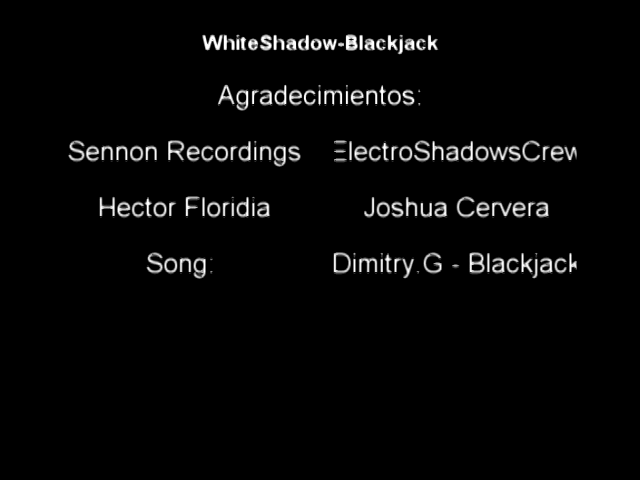 WhiteShadow-Blackjack
Agradecimientos:
Sennon Recordings ElectroShadowsCrew
Hector Floridia Joshua Cervera
Song: Dimitry.G - Blackjack